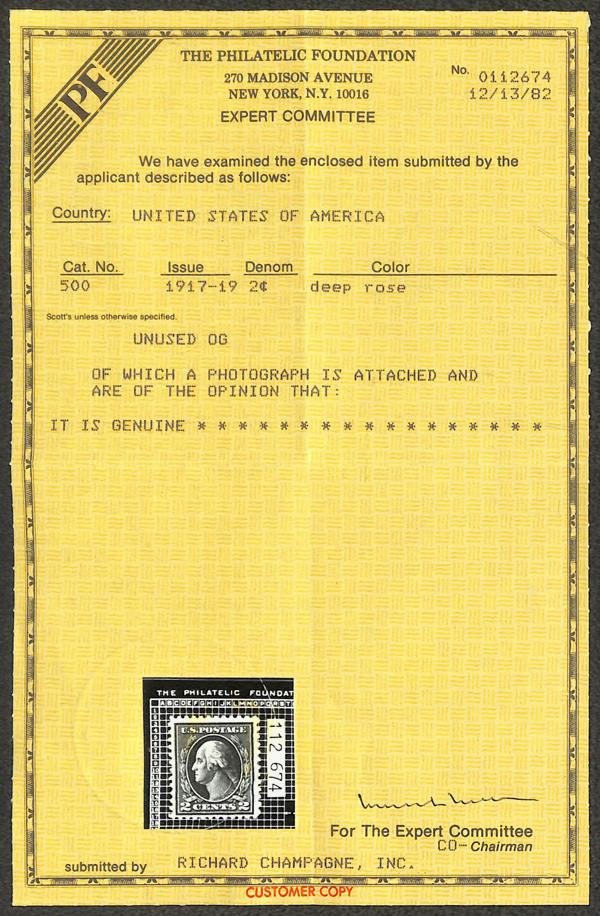 PF
THE PHILATELIC FOUNDATION
270 MADISON AVENUE
NEW YORK, N.Y. 10016
EXPERT COMMITTEE
No. 0112674
12/13/82
We have examined the enclosed item submitted by the
applicant described as follows:
Country: UNITED STATES OF AMERICA
Cat. No. Issue Denom Color
500 1917-19 2¢ deep rose
Scott's unless otherwise specified.
UNUSED OG
OF WHICH A PHOTOGRAPH IS ATTACHED AND
ARE OF THE OPINION THAT:
IT IS GENUINE * * * * * * * * * * * * * * * * * *
THE PHILATELIC FOUNDAT
ABCDEFGHIJKLMNOPQRST
U.S.POSTAGE
2 CENTS 2
112 674
For The Expert Committee
CO-Chairman
submitted by RICHARD CHAMPAGNE, INC.
CUSTOMER COPY